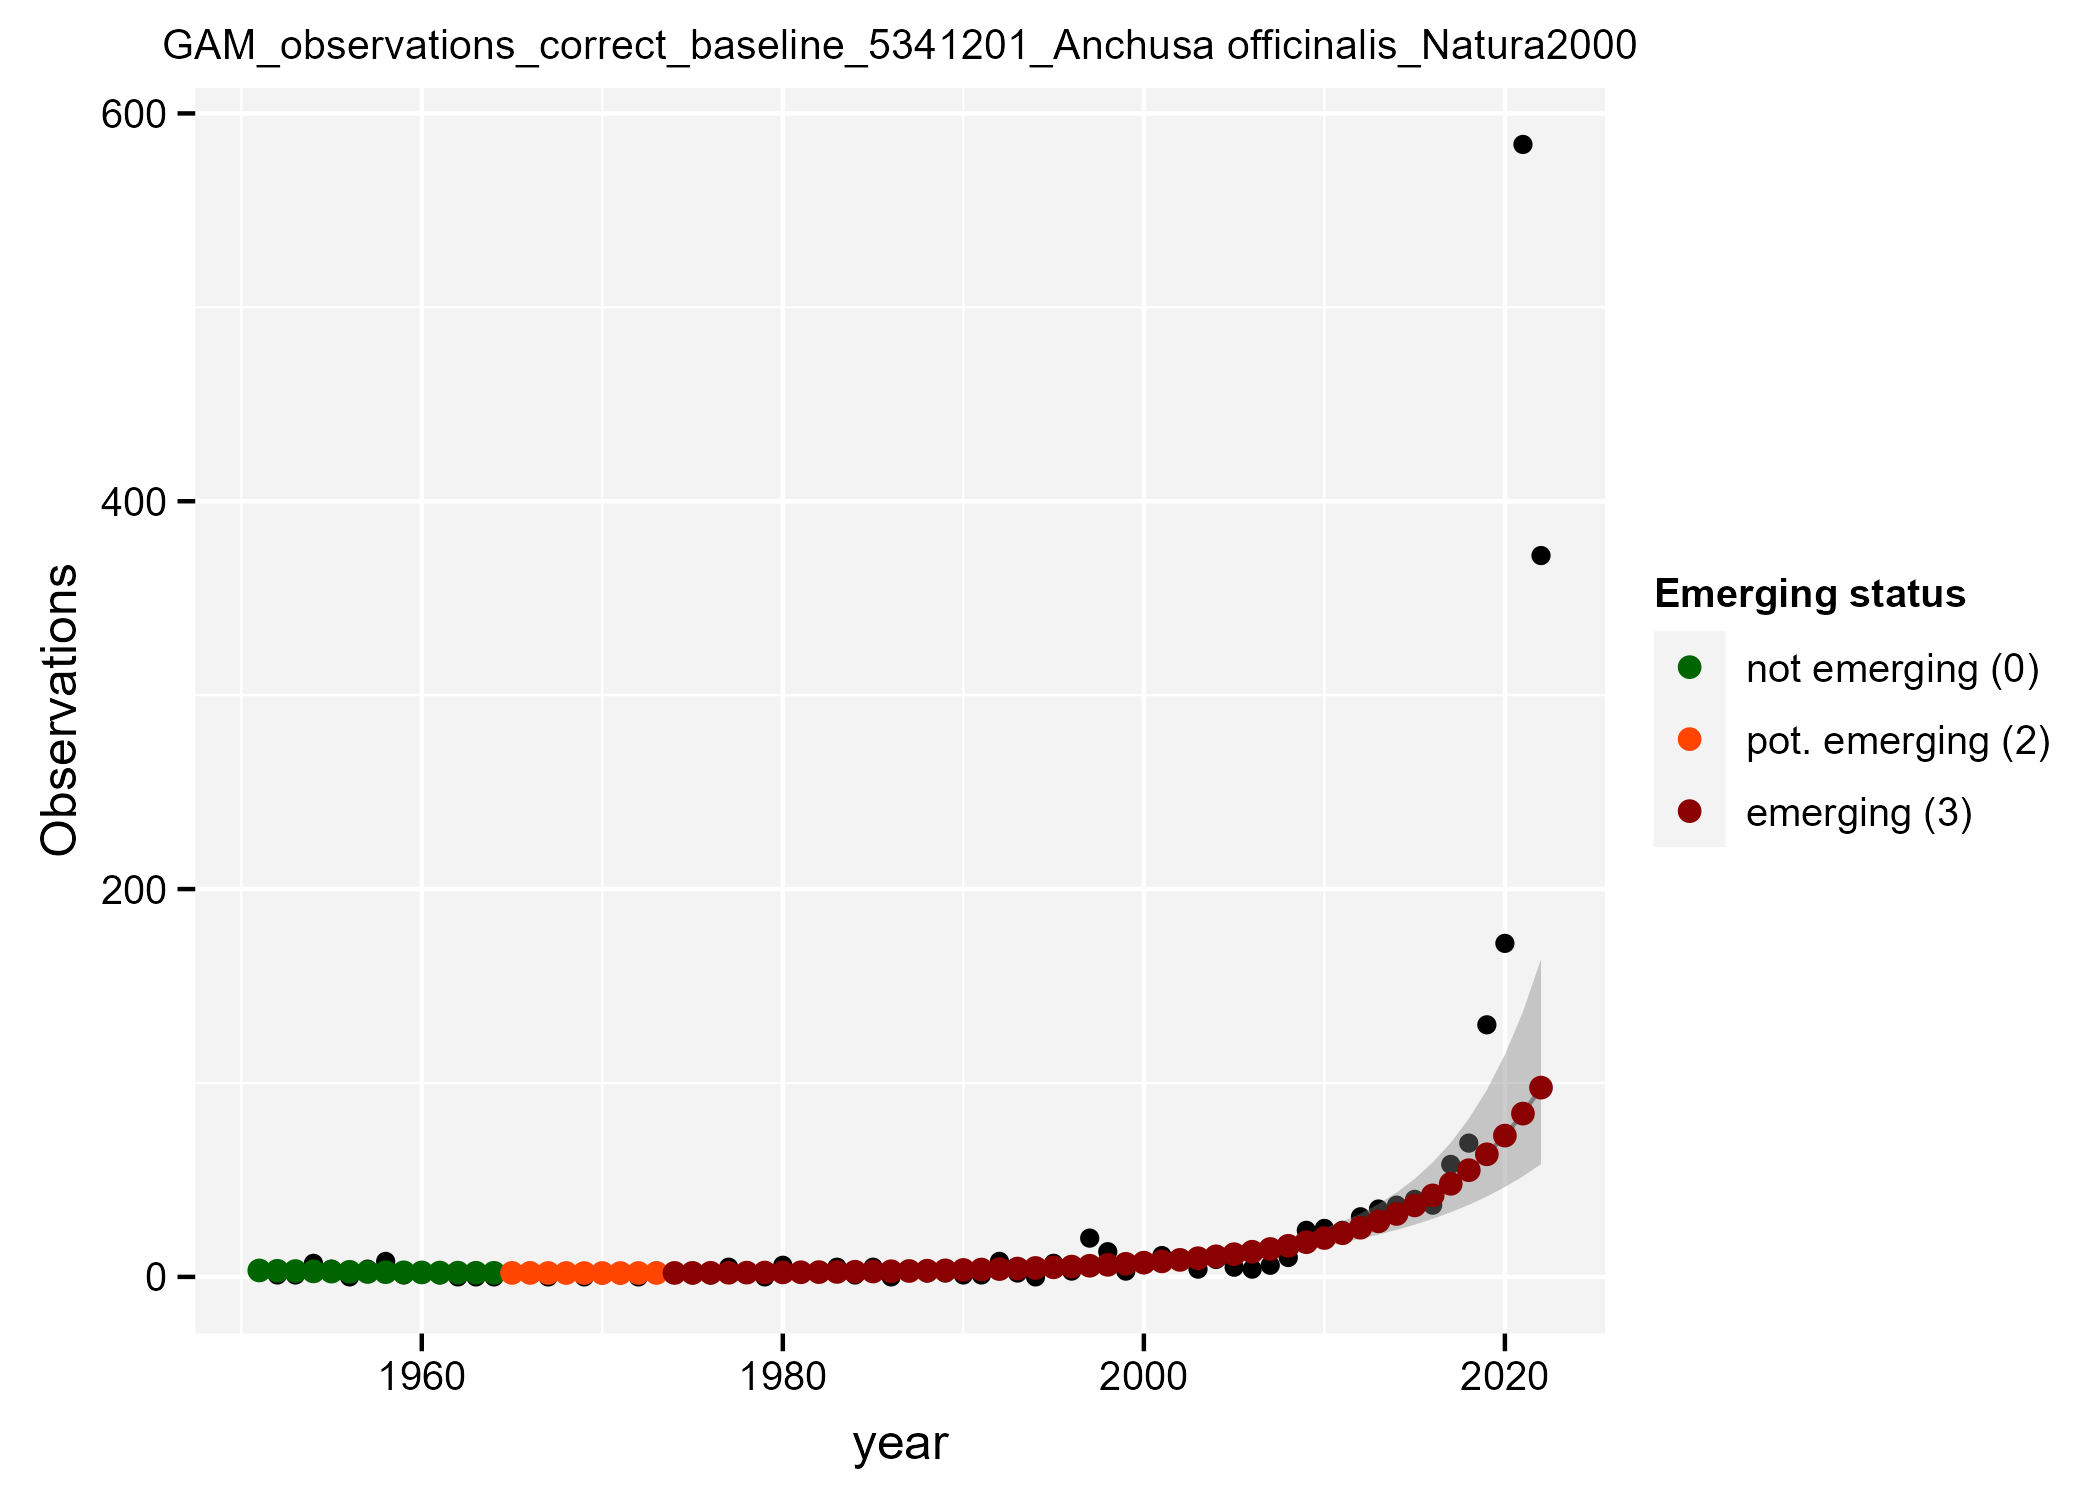 GAM_observations_correct_baseline_5341201_Anchusa officinalis_Natura2000
600
400
200
0
Observations
1960
1980
2000
2020
year
Emerging status
not emerging (0)
pot. emerging (2)
emerging (3)